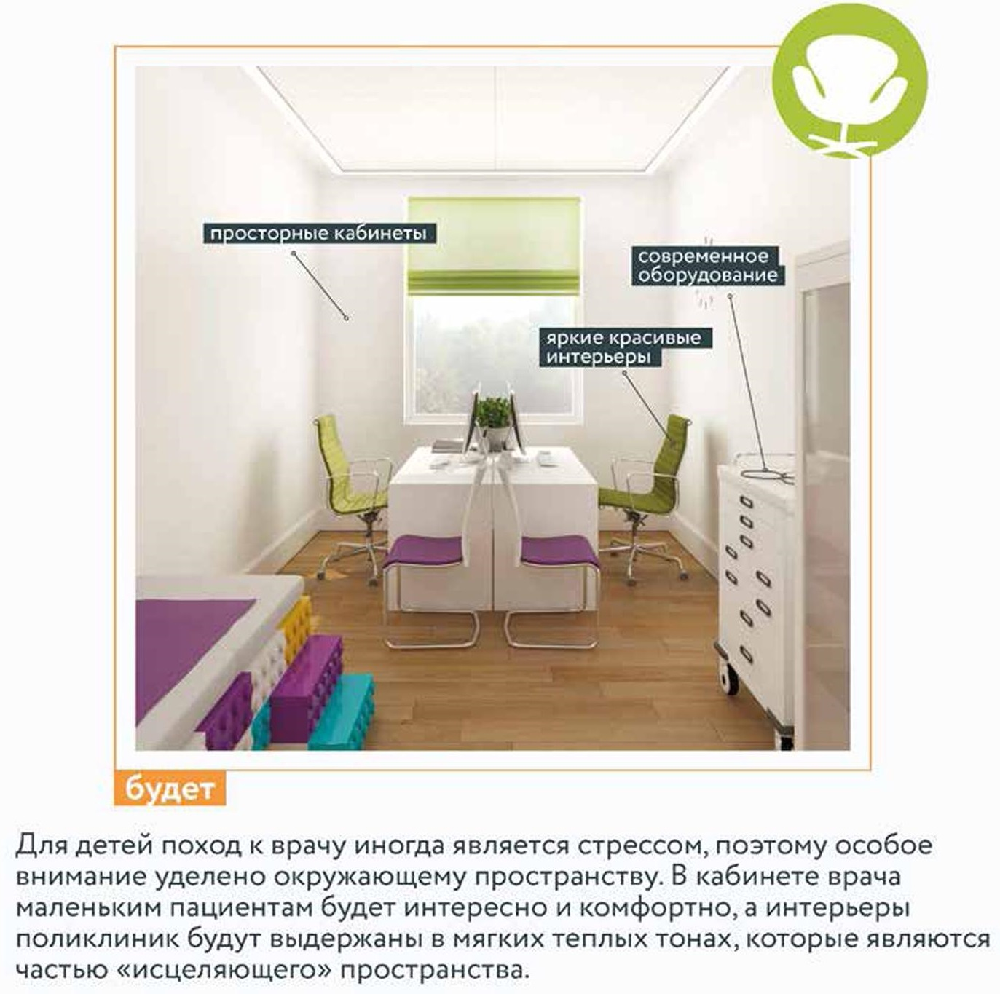 просторные кабинеты
современное
оборудование
яркие красивые
интерьеры
будет
Для детей поход к врачу иногда является стрессом, поэтому особое
внимание уделено окружающему пространству. В кабинете врача
маленьким пациентам будет интересно и комфортно, а интерьеры
поликлиник будут выдержаны в мягких теплых тонах, которые являются
частью «исцеляющего» пространства.